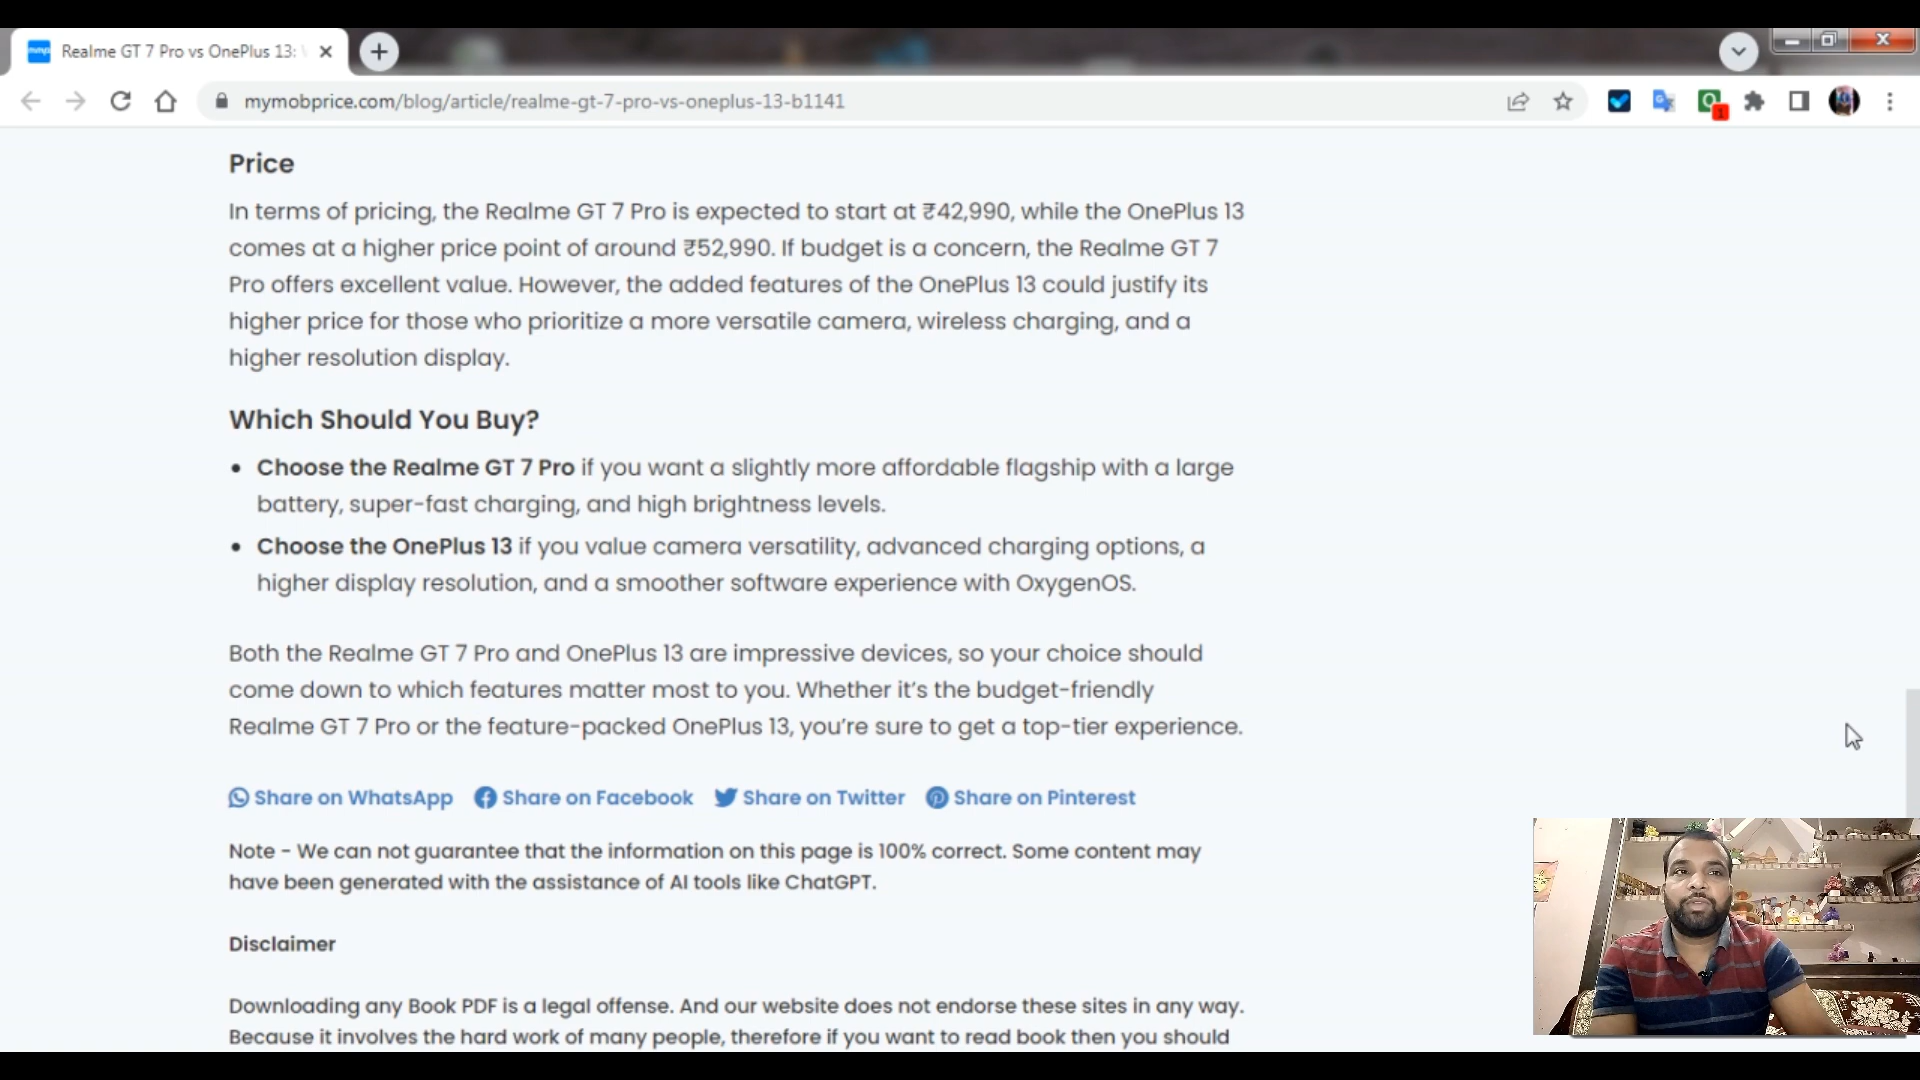 Realme GT 7 Pro vs OnePlus 13:
mymobprice.com/blog/article/realme-gt-7-pro-vs-oneplus-13-b1141
Price
In terms of pricing, the Realme GT 7 Pro is expected to start at ₹42,990, while the OnePlus 13
comes at a higher price point of around ₹52,990. If budget is a concern, the Realme GT 7
Pro offers excellent value. However, the added features of the OnePlus 13 could justify its
higher price for those who prioritize a more versatile camera, wireless charging, and a
higher resolution display.
Which Should You Buy?
• Choose the Realme GT 7 Pro if you want a slightly more affordable flagship with a large
battery, super-fast charging, and high brightness levels.
• Choose the OnePlus 13 if you value camera versatility, advanced charging options, a
higher display resolution, and a smoother software experience with OxygenOS.
Both the Realme GT 7 Pro and OnePlus 13 are impressive devices, so your choice should
come down to which features matter most to you. Whether it's the budget-friendly
Realme GT 7 Pro or the feature-packed OnePlus 13, you're sure to get a top-tier experience.
Share on WhatsApp Share on Facebook Share on Twitter Share on Pinterest
Note - We can not guarantee that the information on this page is 100% correct. Some content may
have been generated with the assistance of AI tools like ChatGPT.
Disclaimer
Downloading any Book PDF is a legal offense. And our website does not endorse these sites in any way.
Because it involves the hard work of many people, therefore if you want to read book then you should